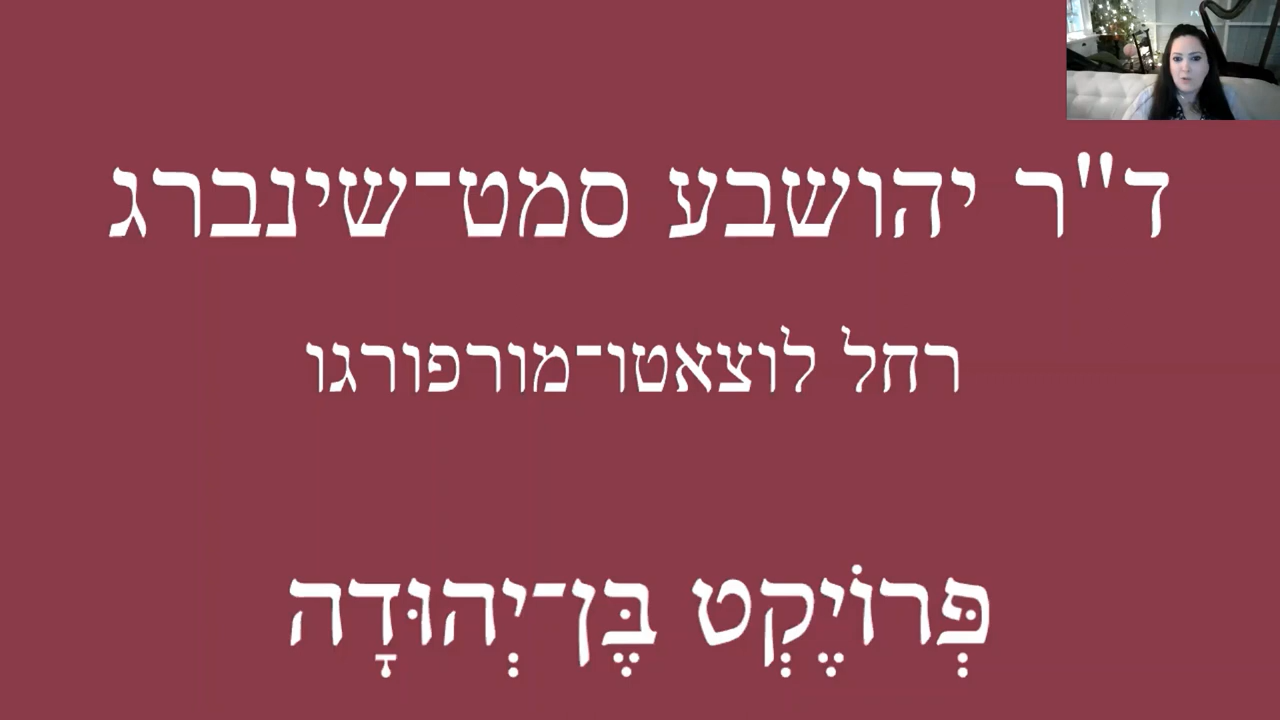 ד"ר יהושבע סמט־שינברג
רחל לוצאטו־מורפורגו
פְּרוֹיֶקְט בֶּן־יְהוּדָה